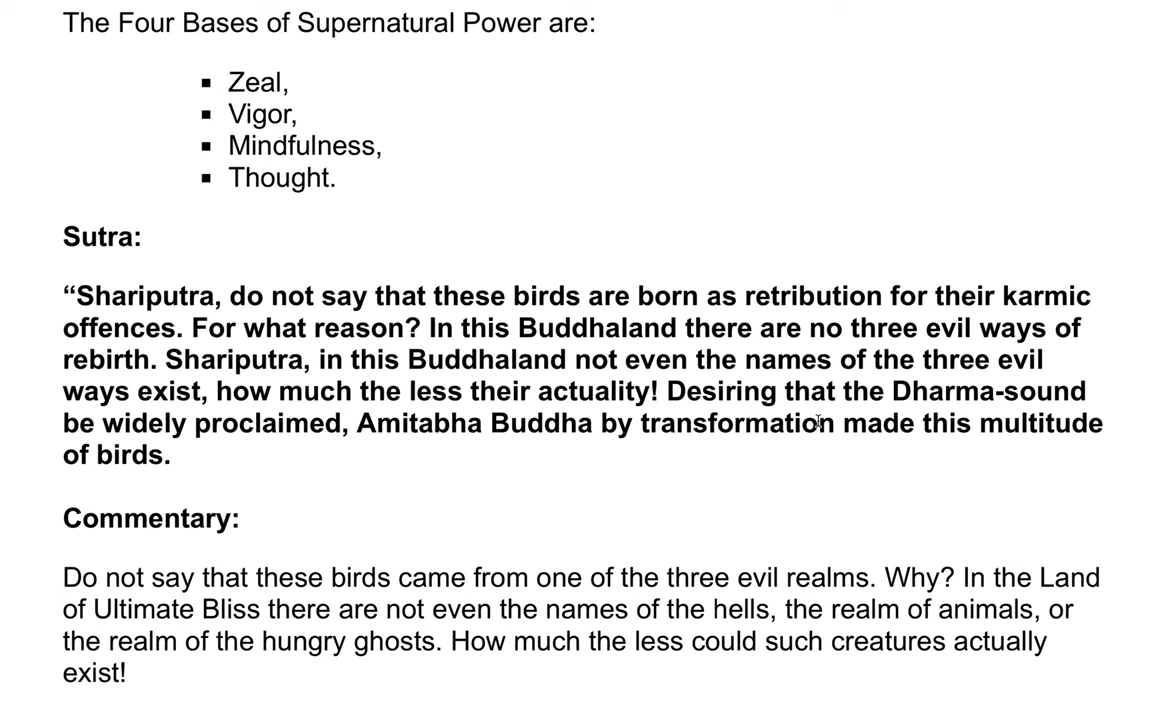 The Four Bases of Supernatural Power are:
▪ Zeal,
▪ Vigor,
▪ Mindfulness,
▪ Thought.
Sutra:
“Shariputra, do not say that these birds are born as retribution for their karmic
offences. For what reason? In this Buddhaland there are no three evil ways of
rebirth. Shariputra, in this Buddhaland not even the names of the three evil
ways exist, how much the less their actuality! Desiring that the Dharma-sound
be widely proclaimed, Amitabha Buddha by transformation made this multitude
of birds.
Commentary:
Do not say that these birds came from one of the three evil realms. Why? In the Land
of Ultimate Bliss there are not even the names of the hells, the realm of animals, or
the realm of the hungry ghosts. How much the less could such creatures actually
exist!